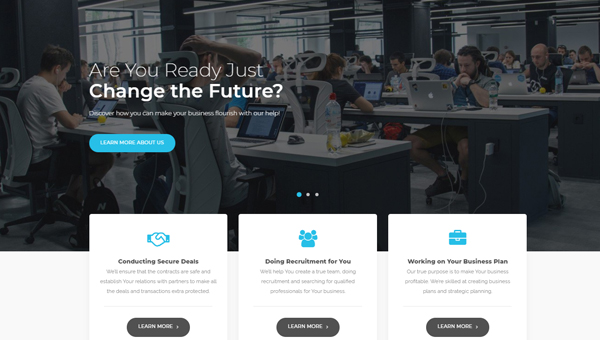 Are You Ready Just
Change the Future?
Discover how you can make your business flourish with our help!
LEARN MORE ABOUT US
Conducting Secure Deals
We'll ensure that the contracts are safe and
establish Your relations with partners to make all
the deals and transactions extra protected.
LEARN MORE >
Doing Recruitment for You
We'll help You create a true team, doing
recruitment and searching for qualified
professionals for Your business.
LEARN MORE >
Working on Your Business Plan
Our true purpose is to make Your business
profitable. We're skilled at creating business
plans and strategic planning.
LEARN MORE >